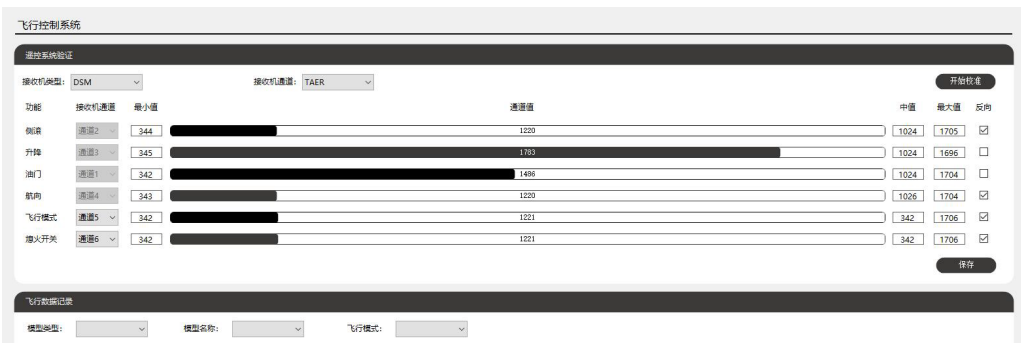 飞行控制系统
遥控系统验证
接收机类型: DSM 接收机通道: TAER 开始校准
功能 接收机通道 最小值 通道值 中值 最大值 反向
侧滚 通道2 344 1220 1024 1705
升降 通道3 345 1783 1024 1696
油门 通道1 342 1486 1024 1704
航向 通道4 343 1220 1026 1704
飞行模式 通道5 342 1221 342 1706
熄火开关 通道6 342 1221 342 1706
保存
飞行数据记录
模型类型: 模型名称: 飞行模式: